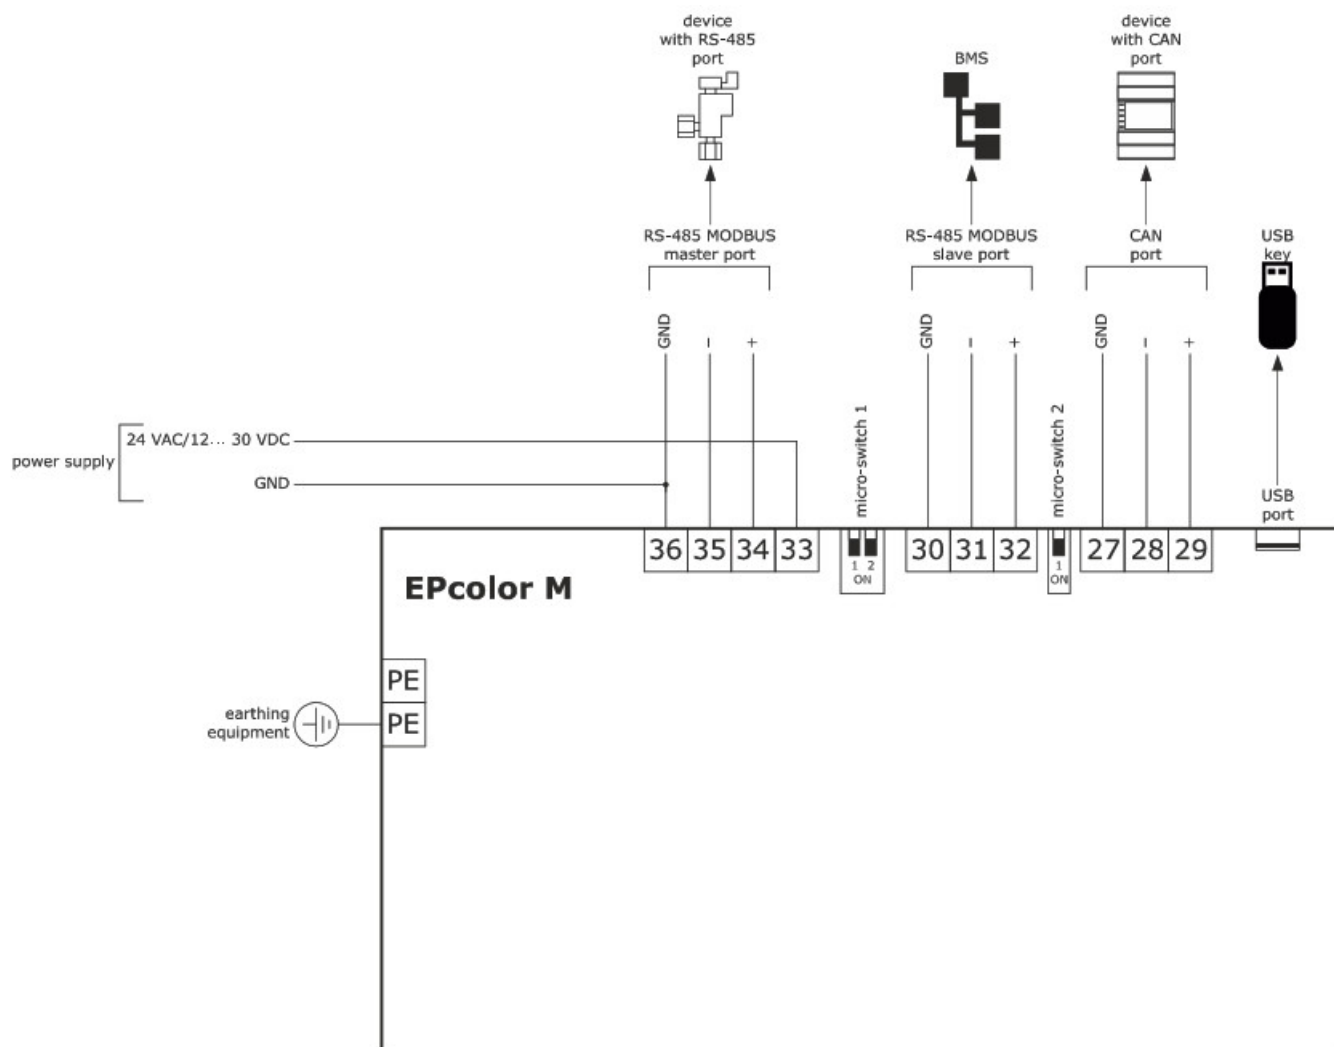 device
with RS-485
port
BMS
device
with CAN
port
RS-485 MODBUS
master port
RS-485 MODBUS
slave port
CAN
port
USB
key
GND
−
+
GND
−
+
GND
−
+
micro-switch 1
micro-switch 2
24 VAC/12... 30 VDC
power supply
GND
USB
port
36 35 34 33
1 2
ON
30 31 32
1
ON
27 28 29
EPcolor M
PE
PE
earthing
equipment